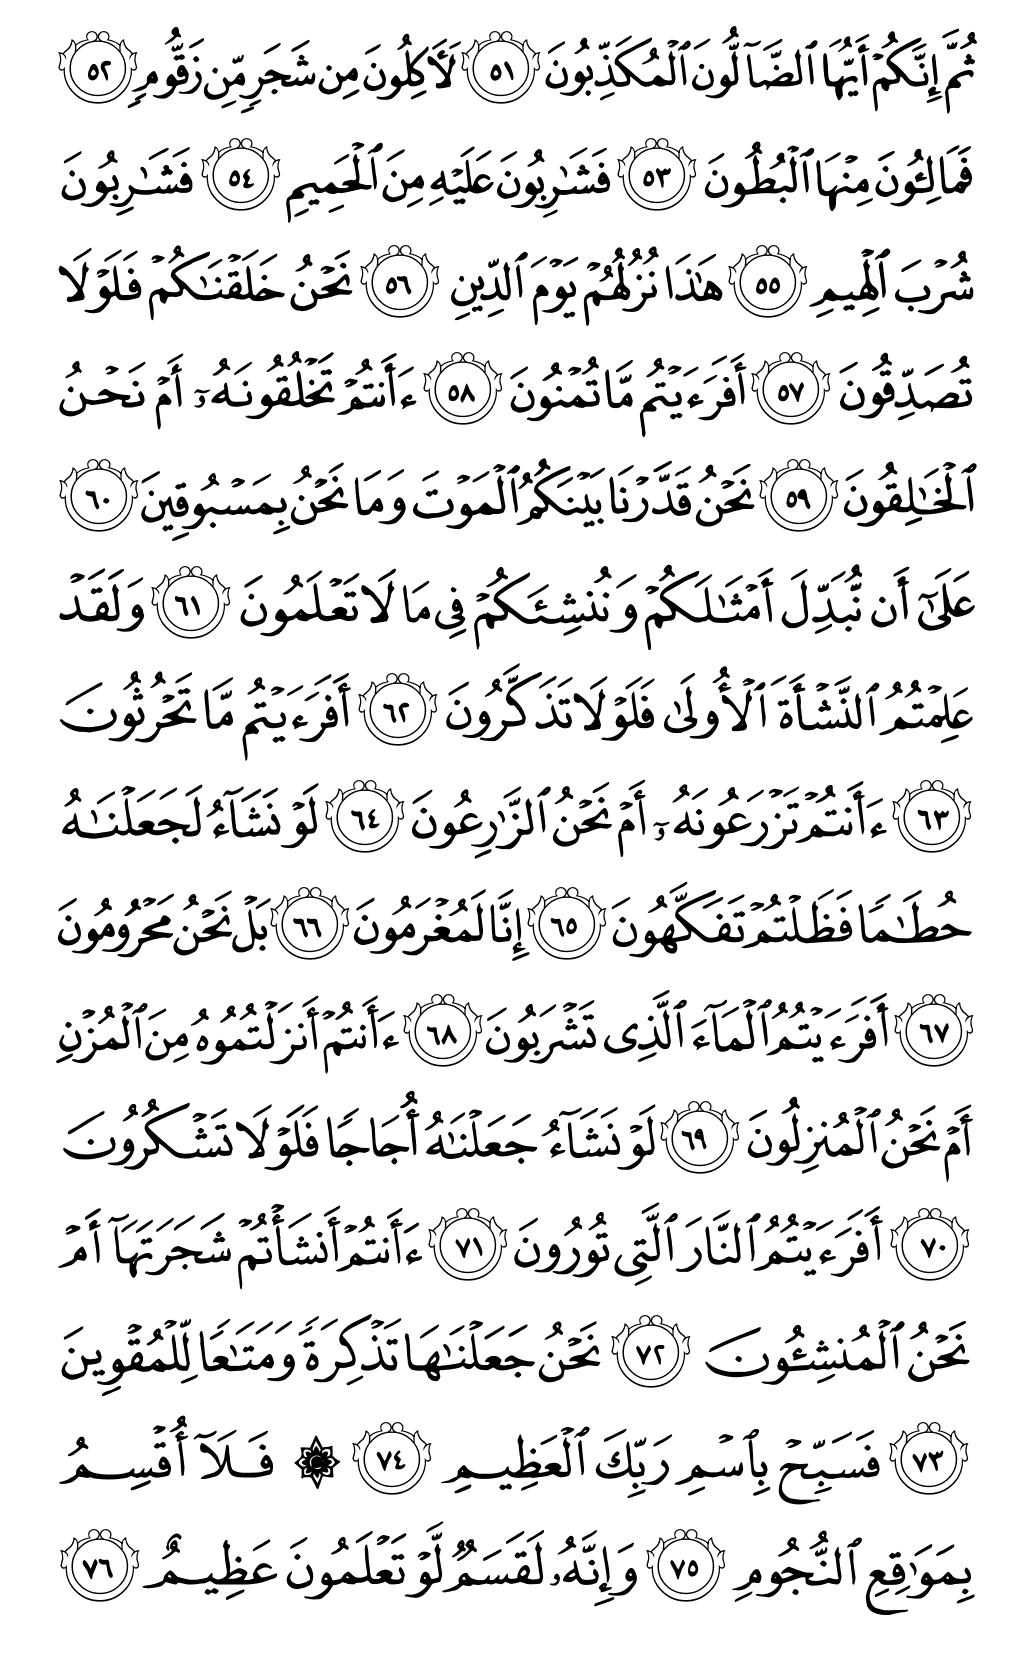 ثُمَّ إِنَّكُمْ أَيُّهَا ٱلضَّآلُّونَ ٱلْمُكَذِّبُونَ ٥١ لَأَكِلُونَ مِن شَجَرٍ مِّن زَقُّومٍ ٥٢
فَمَالِـُٔونَ مِنْهَا ٱلْبُطُونَ ٥٣ فَشَـٰرِبُونَ عَلَيْهِ مِنَ ٱلْحَمِيمِ ٥٤ فَشَـٰرِبُونَ
شُرْبَ ٱلْهِيمِ ٥٥ هَـٰذَا نُزُلُهُمْ يَوْمَ ٱلدِّينِ ٥٦ نَحْنُ خَلَقْنَـٰكُمْ فَلَوْلَا
تُصَدِّقُونَ ٥٧ أَفَرَءَيْتُم مَّا تُمْنُونَ ٥٨ ءَأَنتُمْ تَخْلُقُونَهُۥٓ أَمْ نَحْنُ
ٱلْخَـٰلِقُونَ ٥٩ نَحْنُ قَدَّرْنَا بَيْنَكُمُ ٱلْمَوْتَ وَمَا نَحْنُ بِمَسْبُوقِينَ ٦٠
عَلَىٰٓ أَن نُّبَدِّلَ أَمْثَـٰلَكُمْ وَنُنشِئَكُمْ فِى مَا لَا تَعْلَمُونَ ٦١ وَلَقَدْ
عَلِمْتُمُ ٱلنَّشْأَةَ ٱلْأُولَىٰ فَلَوْلَا تَذَكَّرُونَ ٦٢ أَفَرَءَيْتُم مَّا تَحْرُثُونَ
٦٣ ءَأَنتُمْ تَزْرَعُونَهُۥٓ أَمْ نَحْنُ ٱلزَّٰرِعُونَ ٦٤ لَوْ نَشَآءُ لَجَعَلْنَـٰهُ
حُطَـٰمًا فَظَلْتُمْ تَفَكَّهُونَ ٦٥ إِنَّا لَمُغْرَمُونَ ٦٦ بَلْ نَحْنُ مَحْرُومُونَ
٦٧ أَفَرَءَيْتُمُ ٱلْمَآءَ ٱلَّذِى تَشْرَبُونَ ٦٨ ءَأَنتُمْ أَنزَلْتُمُوهُ مِنَ ٱلْمُزْنِ
أَمْ نَحْنُ ٱلْمُنزِلُونَ ٦٩ لَوْ نَشَآءُ جَعَلْنَـٰهُ أُجَاجًا فَلَوْلَا تَشْكُرُونَ
٧٠ أَفَرَءَيْتُمُ ٱلنَّارَ ٱلَّتِى تُورُونَ ٧١ ءَأَنتُمْ أَنشَأْتُمْ شَجَرَتَهَآ أَمْ
نَحْنُ ٱلْمُنشِـُٔونَ ٧٢ نَحْنُ جَعَلْنَـٰهَا تَذْكِرَةً وَمَتَـٰعًا لِّلْمُقْوِينَ
٧٣ فَسَبِّحْ بِٱسْمِ رَبِّكَ ٱلْعَظِيمِ ٧٤ ۞ فَلَآ أُقْسِمُ
بِمَوَٰقِعِ ٱلنُّجُومِ ٧٥ وَإِنَّهُۥ لَقَسَمٌ لَّوْ تَعْلَمُونَ عَظِيمٌ ٧٦